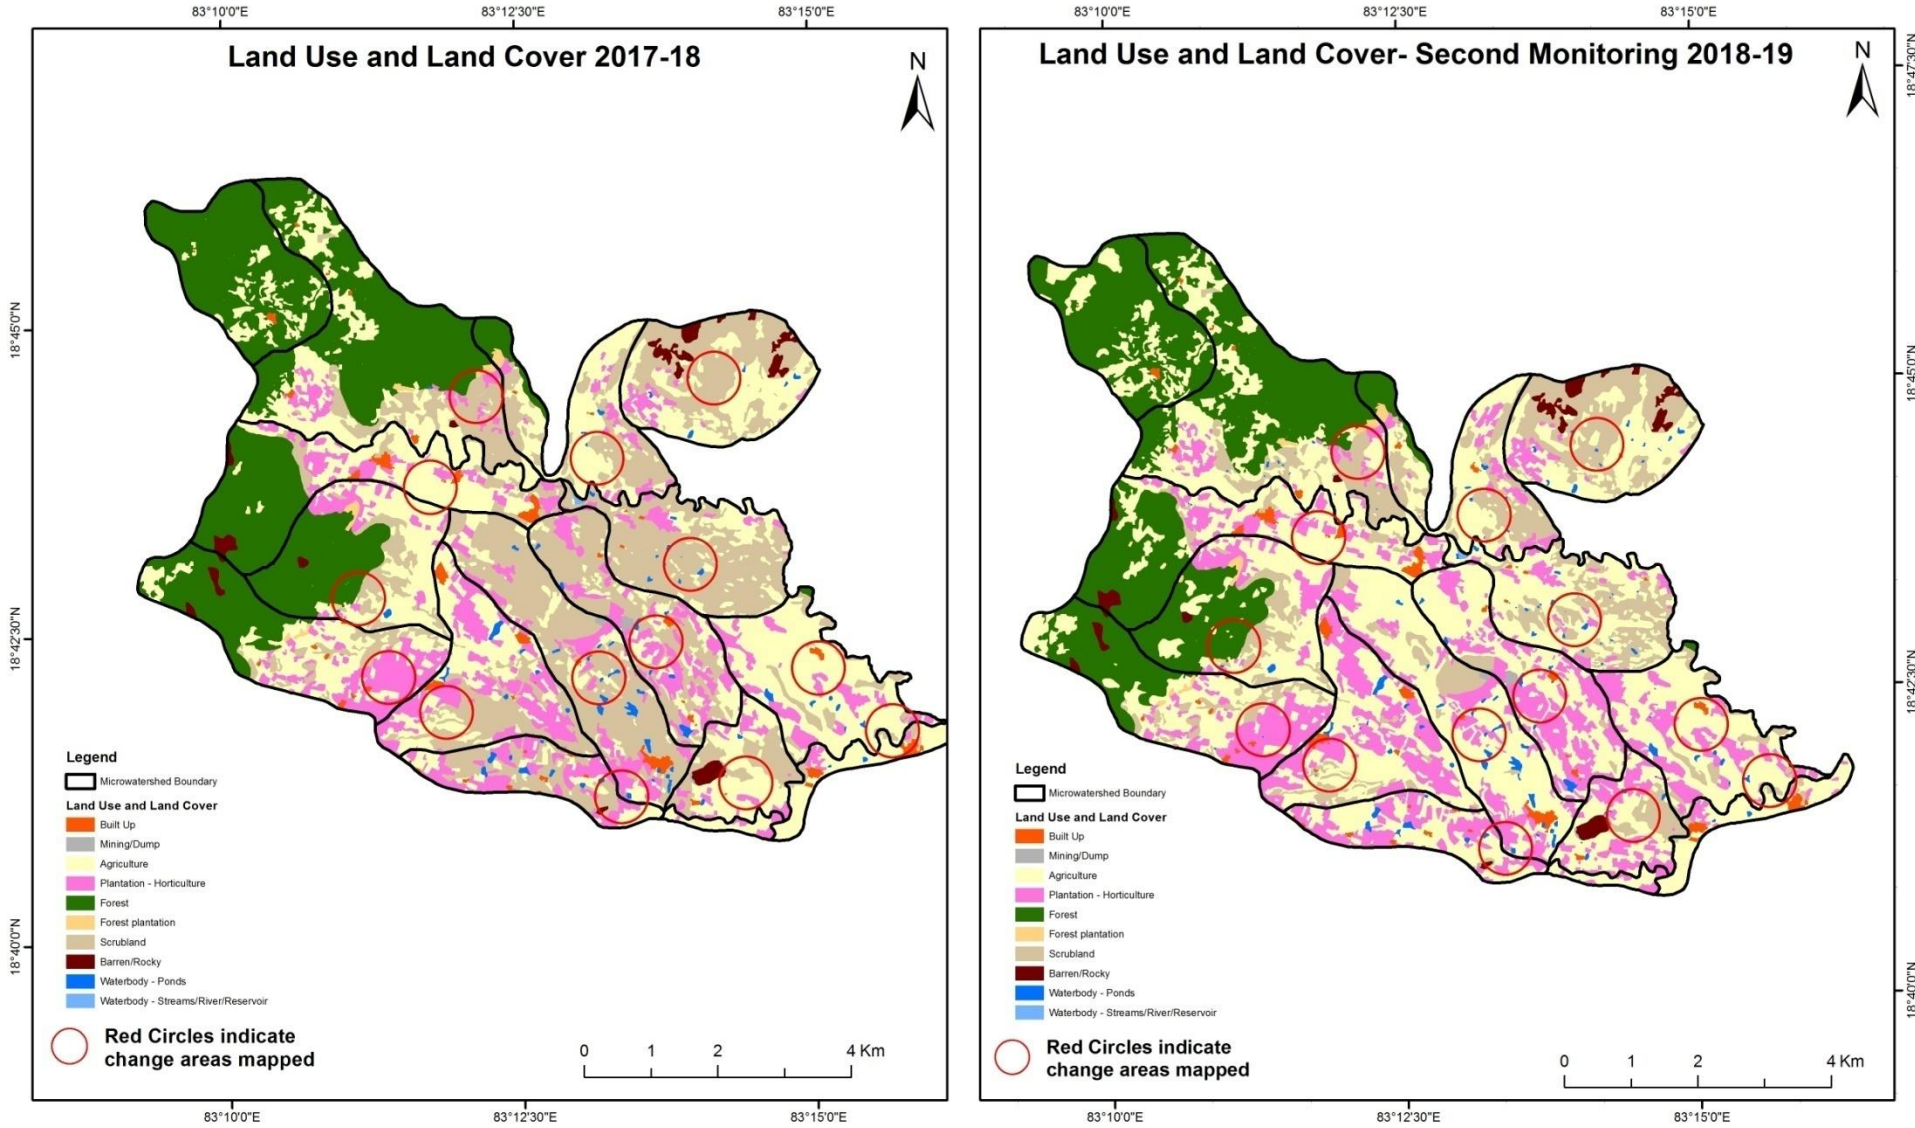 83°10'0"E 83°12'30"E 83°15'0"E
Land Use and Land Cover 2017-18
N
18°45'0"N
18°42'30"N
18°40'0"N
Legend
Microwatershed Boundary
Land Use and Land Cover
Built Up
Mining/Dump
Agriculture
Plantation - Horticulture
Forest
Forest plantation
Scrubland
Barren/Rocky
Waterbody - Ponds
Waterbody - Streams/River/Reservoir
Red Circles indicate
change areas mapped
0 1 2 4 Km
83°10'0"E 83°12'30"E 83°15'0"E
83°10'0"E 83°12'30"E 83°15'0"E
Land Use and Land Cover- Second Monitoring 2018-19
N
18°47'30"N
18°45'0"N
18°42'30"N
18°40'0"N
Legend
Microwatershed Boundary
Land Use and Land Cover
Built Up
Mining/Dump
Agriculture
Plantation - Horticulture
Forest
Forest plantation
Scrubland
Barren/Rocky
Waterbody - Ponds
Waterbody - Streams/River/Reservoir
Red Circles indicate
change areas mapped
0 1 2 4 Km
83°10'0"E 83°12'30"E 83°15'0"E